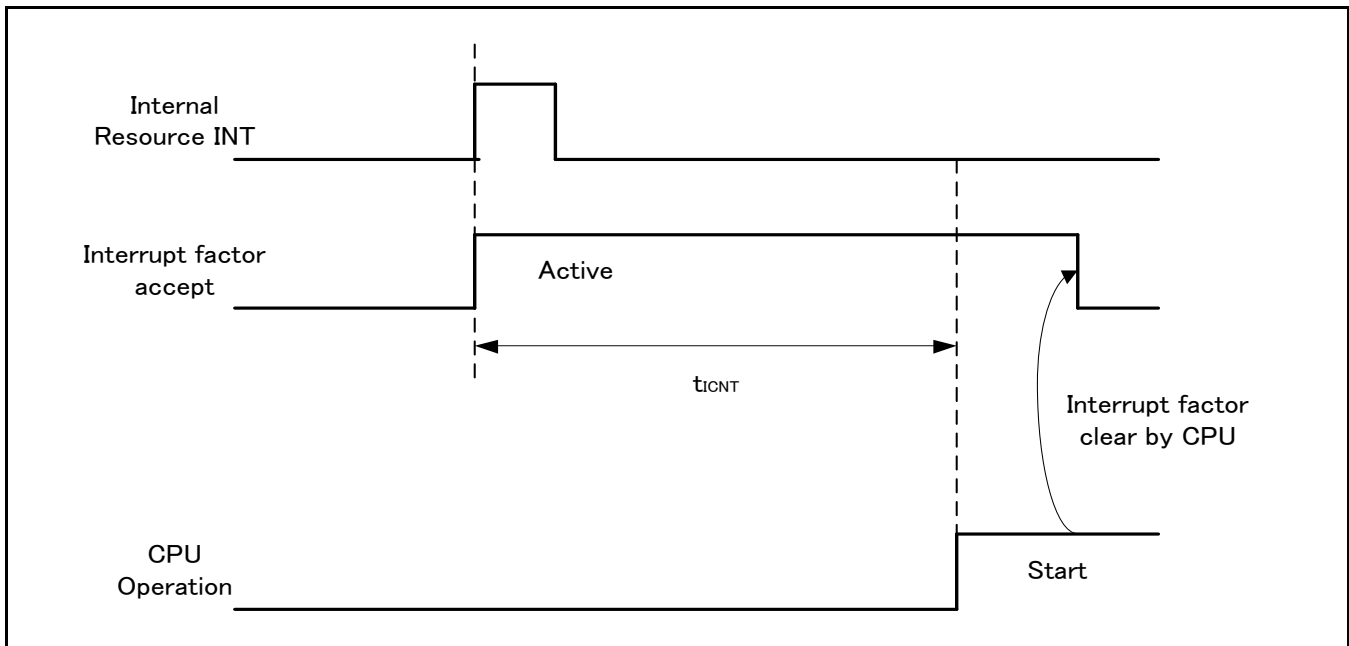 Internal
Resource INT
Interrupt factor
accept
Active
tICNT
Interrupt factor
clear by CPU
CPU
Operation
Start